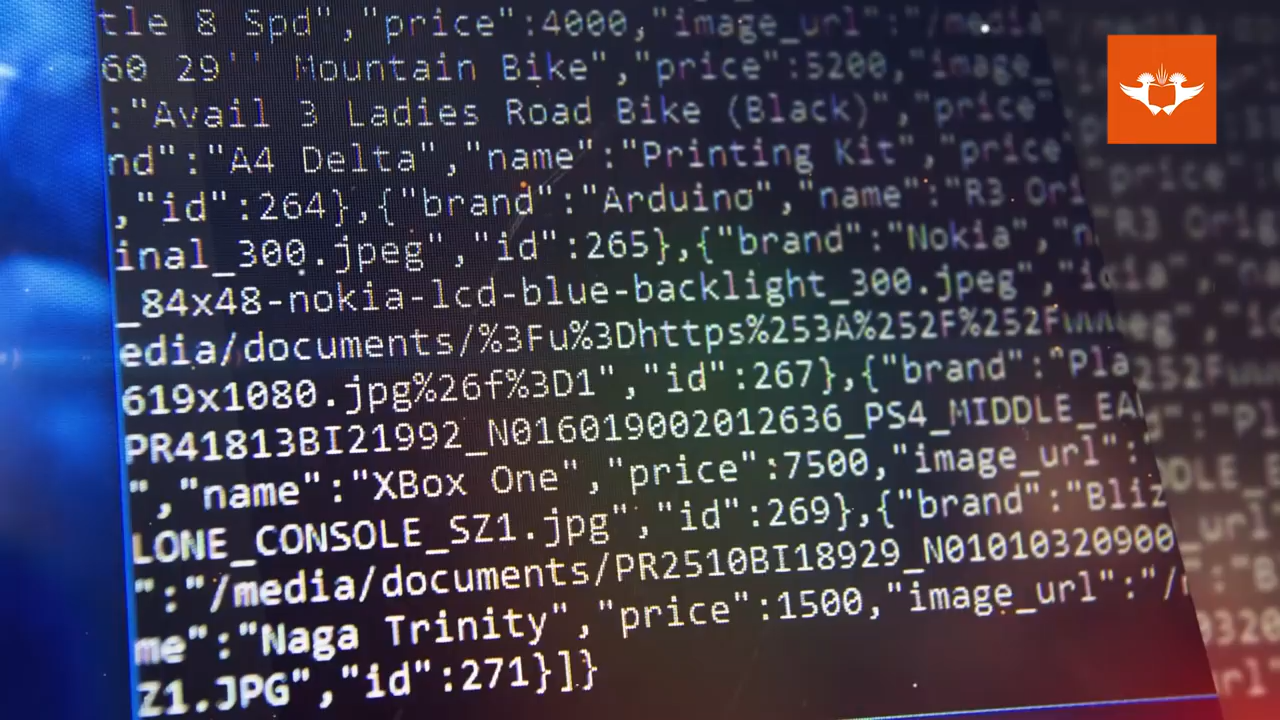 tle 8 Spd","price":4000,"image_url":"/media
60 29'' Mountain Bike","price":5200,"image_
:"Avail 3 Ladies Road Bike (Black)","price"
nd":"A4 Delta","name":"Printing Kit","price
,"id":264},{"brand":"Arduino","name":"R3 Ori
inal_300.jpeg","id":265},{"brand":"Nokia","n
_84x48-nokia-lcd-blue-backlight_300.jpeg","id
edia/documents/%3Fu%3Dhttps%253A%252F%252Fwww
619x1080.jpg%26f%3D1","id":267},{"brand":"Pla
PR41813BI21992_N016019002012636_PS4_MIDDLE_EA
","name":"XBox One","price":7500,"image_url":
LONE_CONSOLE_SZ1.jpg","id":269},{"brand":"Bliz
":"/media/documents/PR2510BI18929_N01010320900
me":"Naga Trinity","price":1500,"image_url":"/
Z1.JPG","id":271}]}